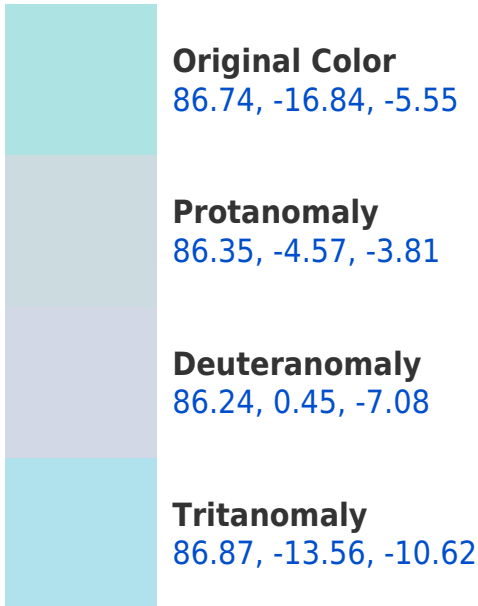 Original Color
86.74, -16.84, -5.55
Protanomaly
86.35, -4.57, -3.81
Deuteranomaly
86.24, 0.45, -7.08
Tritanomaly
86.87, -13.56, -10.62